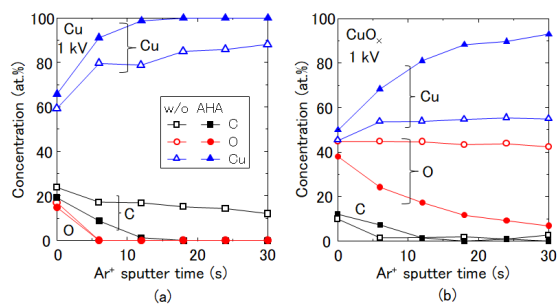 Concentration (at.%)
100
80
60
40
20
0
Cu
1 kV
Cu
w/o AHA
C
O
Cu
C
O
0 10 20 30
Ar⁺ sputter time (s)
(a)
Concentration (at.%)
100
80
60
40
20
0
CuOₓ
1 kV
Cu
O
C
0 10 20 30
Ar⁺ sputter time (s)
(b)